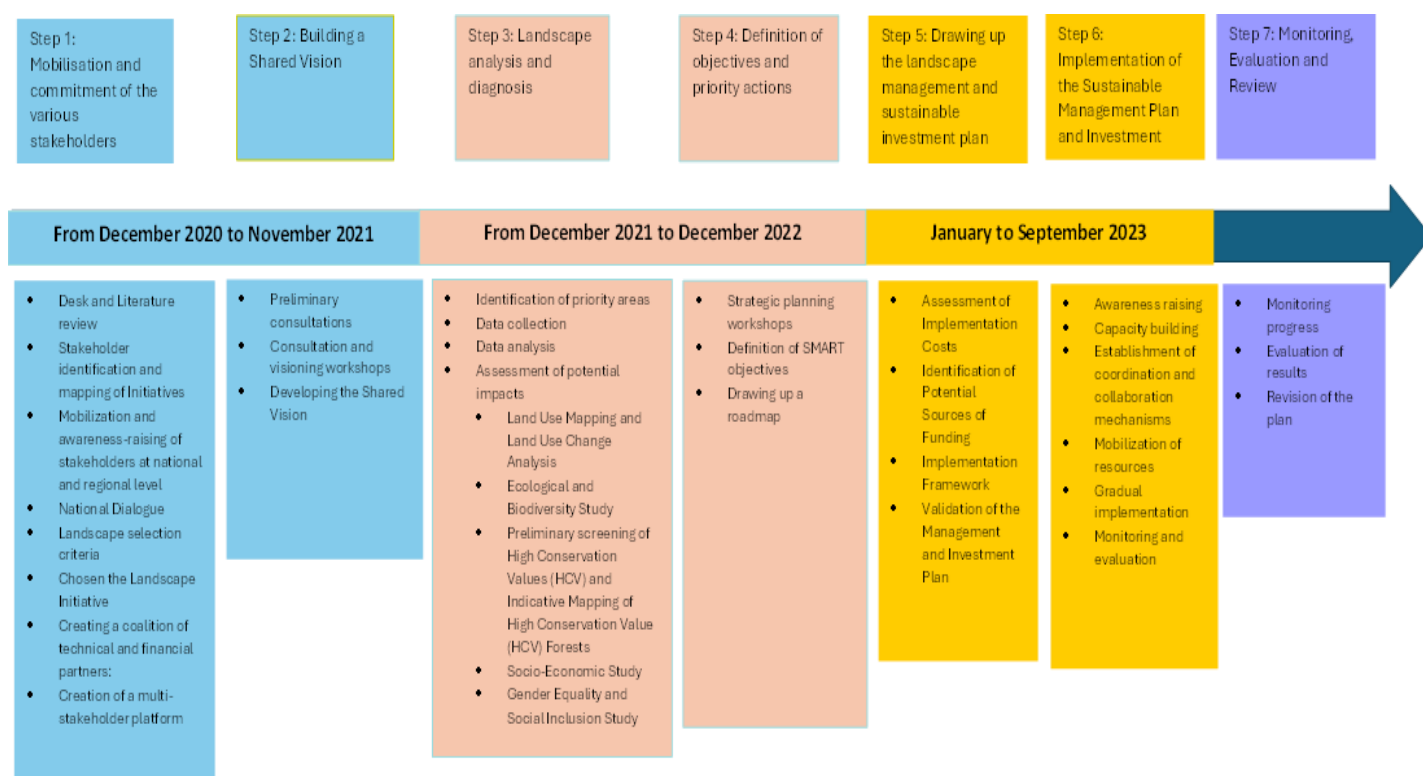 Step 1:
Mobilisation and
commitment of the
various
stakeholders
Step 2: Building a
Shared Vision
Step 3: Landscape
analysis and
diagnosis
Step 4: Definition of
objectives and
priority actions
Step 5: Drawing up
the landscape
management and
sustainable
investment plan
Step 6:
Implementation of
the Sustainable
Management Plan
and Investment
Step 7: Monitoring,
Evaluation and
Review
From December 2020 to November 2021
From December 2021 to December 2022
January to September 2023
• Desk and Literature
review
• Stakeholder
identification and
mapping of Initiatives
• Mobilization and
awareness-raising of
stakeholders at national
and regional level
• National Dialogue
• Landscape selection
criteria
• Chosen the Landscape
Initiative
• Creating a coalition of
technical and financial
partners:
• Creation of a multi-
stakeholder platform
• Preliminary
consultations
• Consultation and
visioning workshops
• Developing the Shared
Vision
• Identification of priority areas
• Data collection
• Data analysis
• Assessment of potential
impacts
• Land Use Mapping and
Land Use Change
Analysis
• Ecological and
Biodiversity Study
• Preliminary screening of
High Conservation
Values (HCV) and
Indicative Mapping of
High Conservation Value
(HCV) Forests
• Socio-Economic Study
• Gender Equality and
Social Inclusion Study
• Strategic planning
workshops
• Definition of SMART
objectives
• Drawing up a
roadmap
• Assessment of
Implementation
Costs
• Identification of
Potential
Sources of
Funding
• Implementation
Framework
• Validation of the
Management
and Investment
Plan
• Awareness raising
• Capacity building
• Establishment of
coordination and
collaboration
mechanisms
• Mobilization of
resources
• Gradual
implementation
• Monitoring and
evaluation
• Monitoring
progress
• Evaluation of
results
• Revision of the
plan